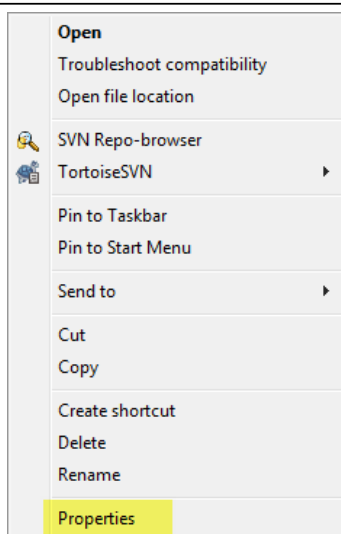 Open
Troubleshoot compatibility
Open file location
SVN Repo-browser
TortoiseSVN
Pin to Taskbar
Pin to Start Menu
Send to
Cut
Copy
Create shortcut
Delete
Rename
Properties